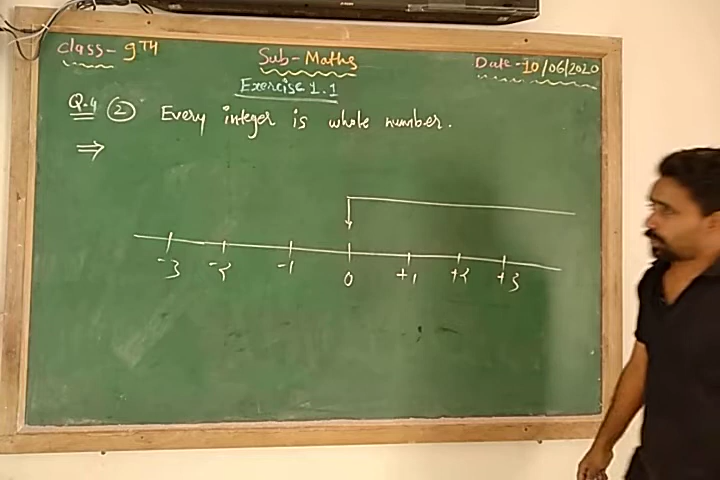 Class- 9TH Sub- Maths Date- 10/06/2020
Exercise 1.1
Q.4 (2) Every integer is whole number.
⇒
-3 -2 -1 0 +1 +2 +3